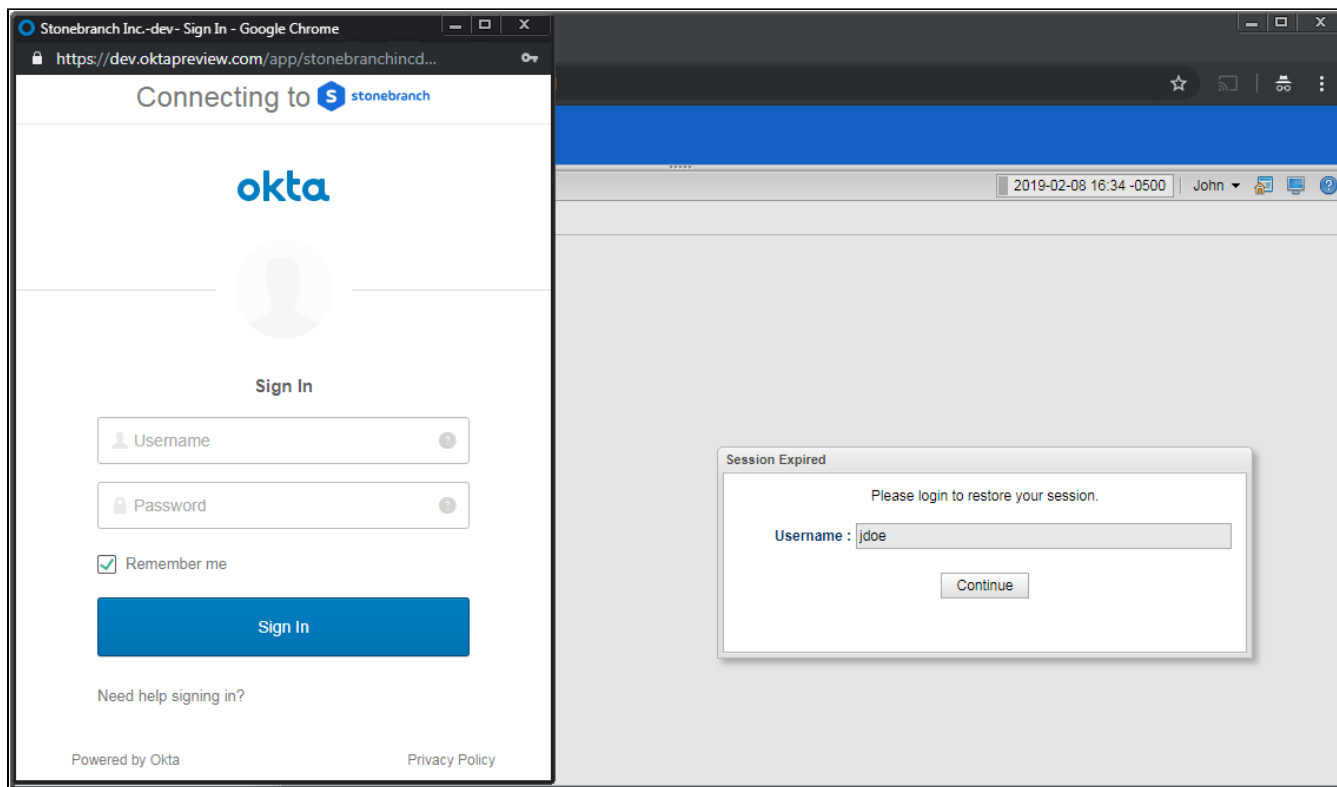 Stonebranch Inc.-dev- Sign In - Google Chrome
https://dev.oktapreview.com/app/stonebranchincd...
Connecting to S stonebranch
okta
Sign In
Username
?
Password
?
Remember me
Sign In
Need help signing in?
Powered by Okta
Privacy Policy
2019-02-08 16:34 -0500
John
?
Session Expired
Please login to restore your session.
Username : jdoe
Continue